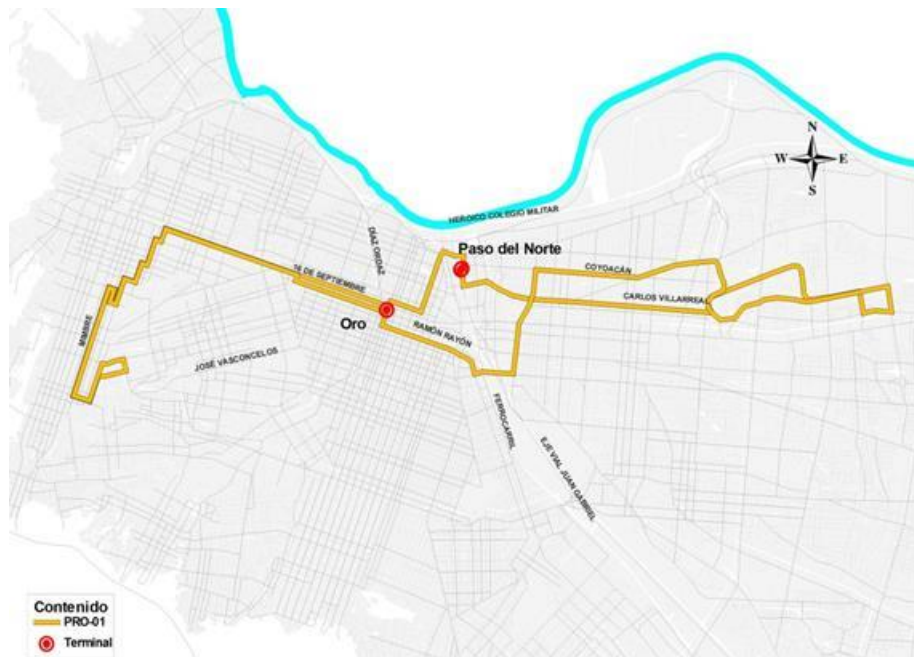 N
W E
S
HEROICO COLEGIO MILITAR
DÍAZ ORDAZ
Paso del Norte
COYOACÁN
16 DE SEPTIEMBRE
CARLOS VILLARREAL
Oro
RAMÓN RAYÓN
MIMBRE
JOSÉ VASCONCELOS
FERROCARRIL
EJE VIAL JUAN GABRIEL
Contenido
PRO-01
Terminal